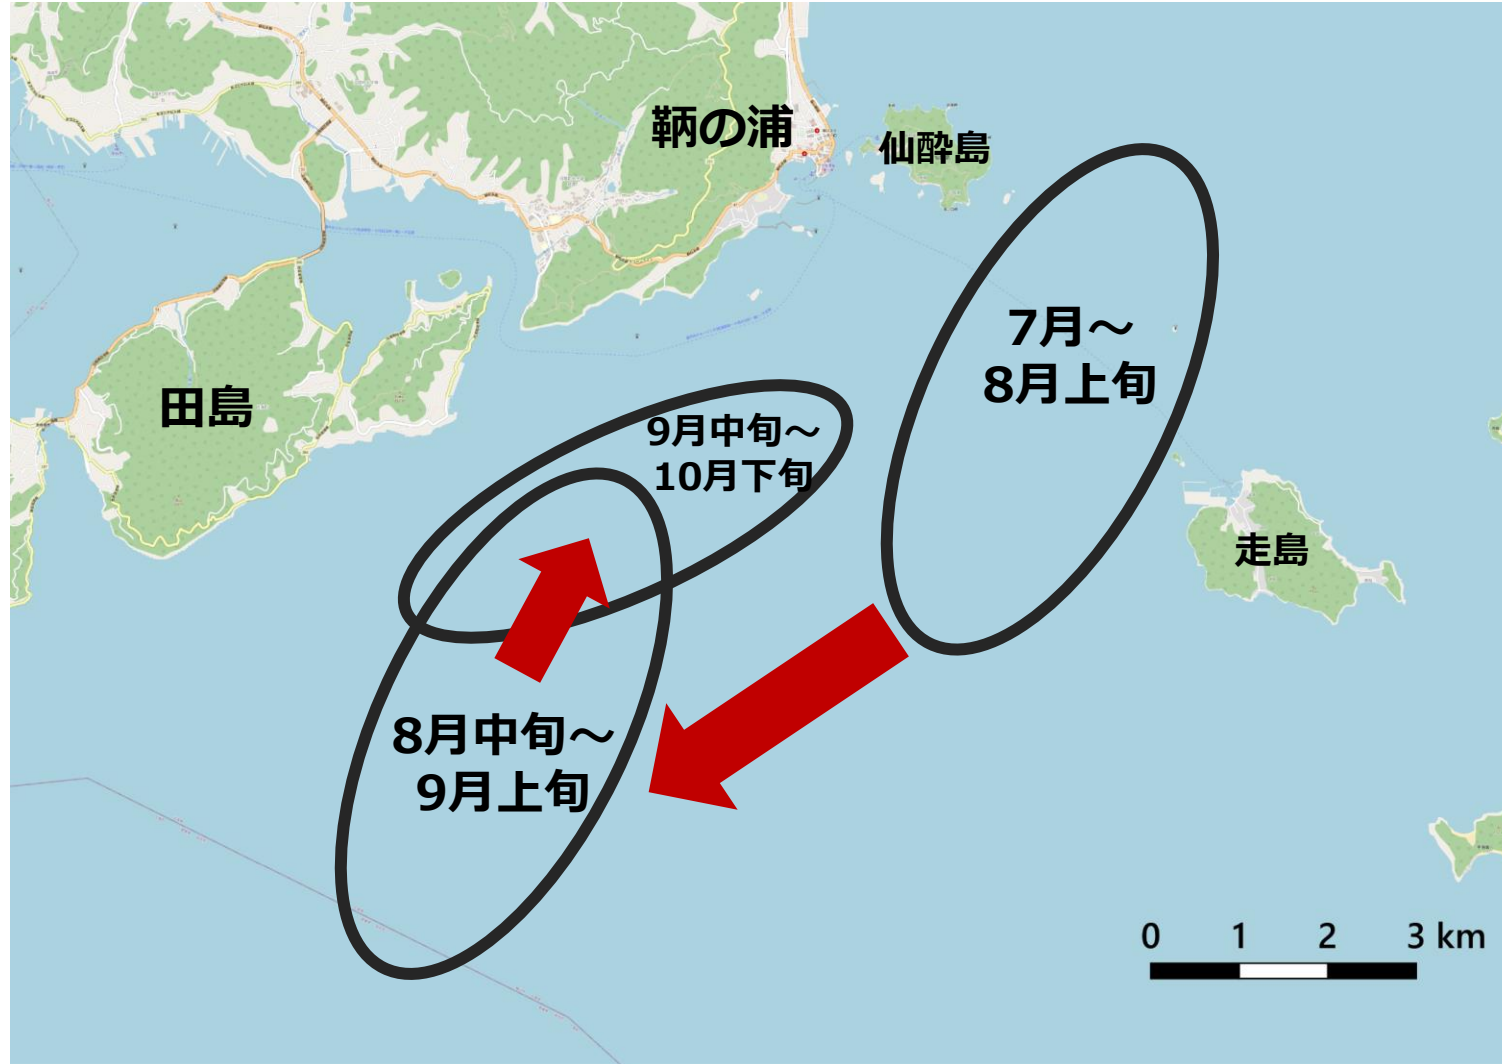 鞆の浦
仙酔島
7月～
8月上旬
田島
9月中旬～
10月下旬
走島
8月中旬～
9月上旬
0 1 2 3 km